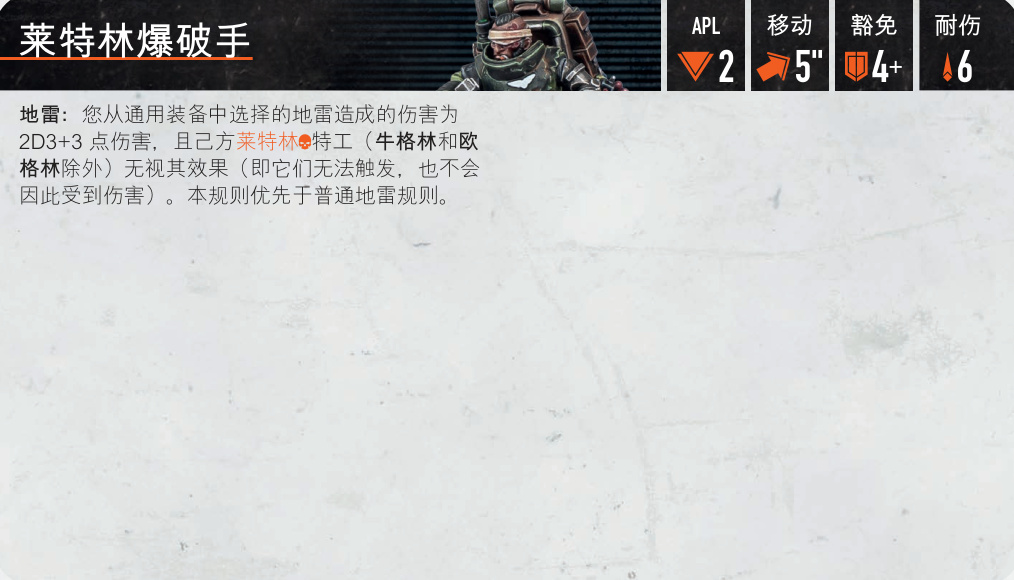 莱特林爆破手
APL 移动 豁免 耐伤
2 5" 4+ 6
地雷：您从通用装备中选择的地雷造成的伤害为
2D3+3 点伤害，且己方莱特林特工（牛格林和欧
格林除外）无视其效果（即它们无法触发，也不会
因此受到伤害）。本规则优先于普通地雷规则。